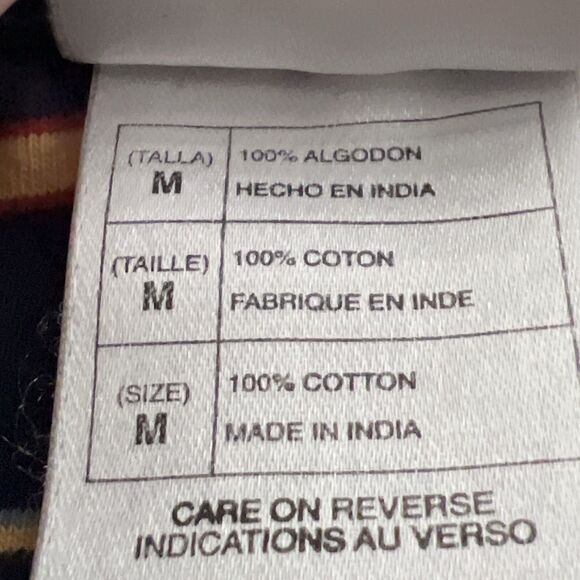 (TALLA) 100% ALGODON
M HECHO EN INDIA
(TAILLE) 100% COTON
M FABRIQUE EN INDE
(SIZE) 100% COTTON
M MADE IN INDIA
CARE ON REVERSE
INDICATIONS AU VERSO